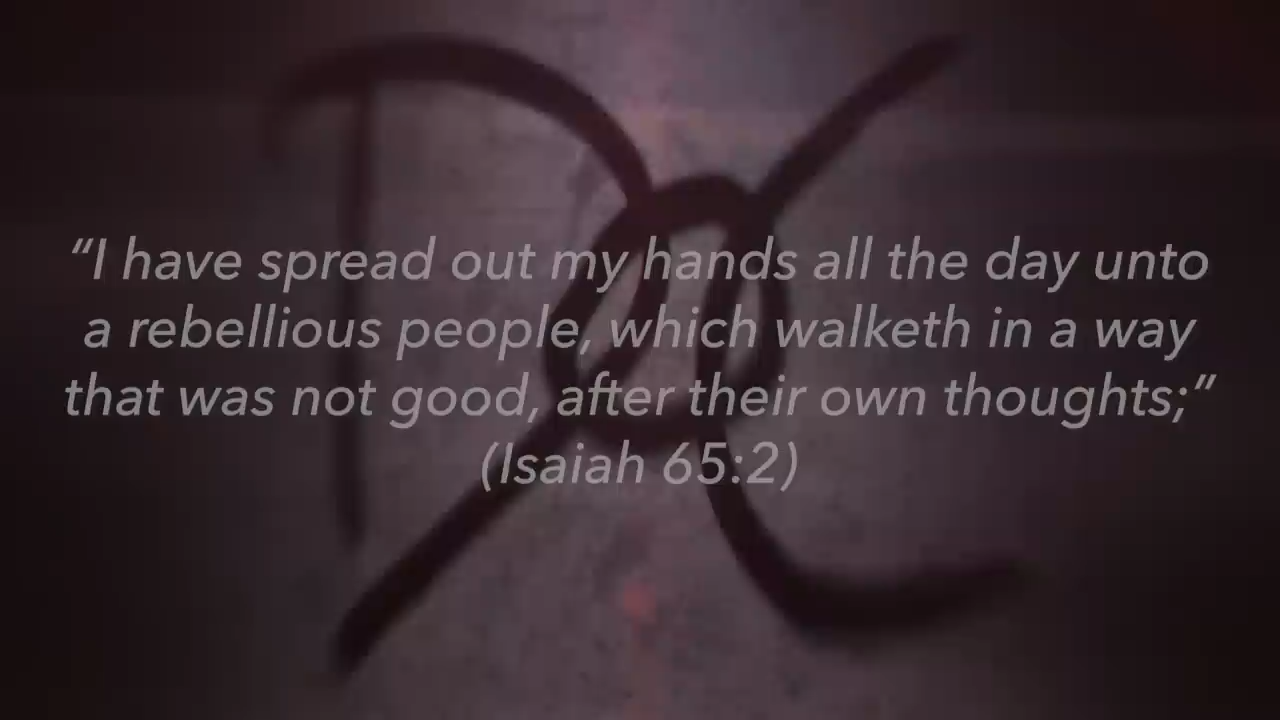 “I have spread out my hands all the day unto
a rebellious people, which walketh in a way
that was not good, after their own thoughts;”
(Isaiah 65:2)